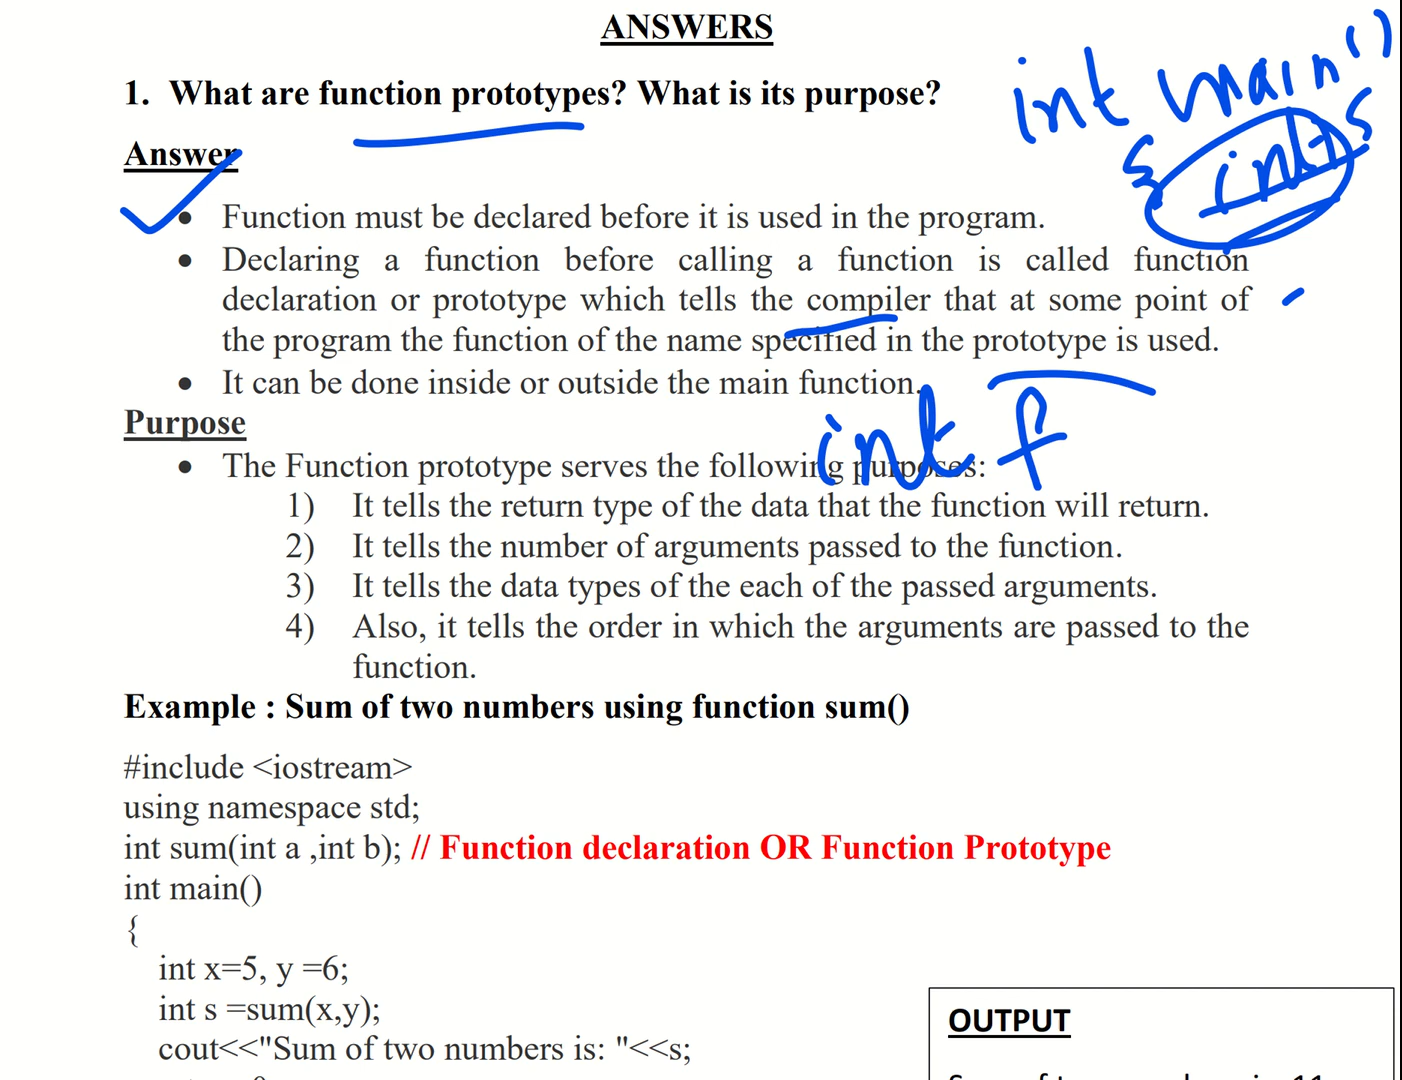 ANSWERS
1. What are function prototypes? What is its purpose?
int main()
Answer
{ int s
• Function must be declared before it is used in the program.
• Declaring a function before calling a function is called function
declaration or prototype which tells the compiler that at some point of
the program the function of the name specified in the prototype is used.
• It can be done inside or outside the main function.
Purpose
int f
• The Function prototype serves the following purposes:
1) It tells the return type of the data that the function will return.
2) It tells the number of arguments passed to the function.
3) It tells the data types of the each of the passed arguments.
4) Also, it tells the order in which the arguments are passed to the
function.
Example : Sum of two numbers using function sum()
#include <iostream>
using namespace std;
int sum(int a ,int b); // Function declaration OR Function Prototype
int main()
{
int x=5, y =6;
int s =sum(x,y);
cout<<"Sum of two numbers is: "<<s;
OUTPUT